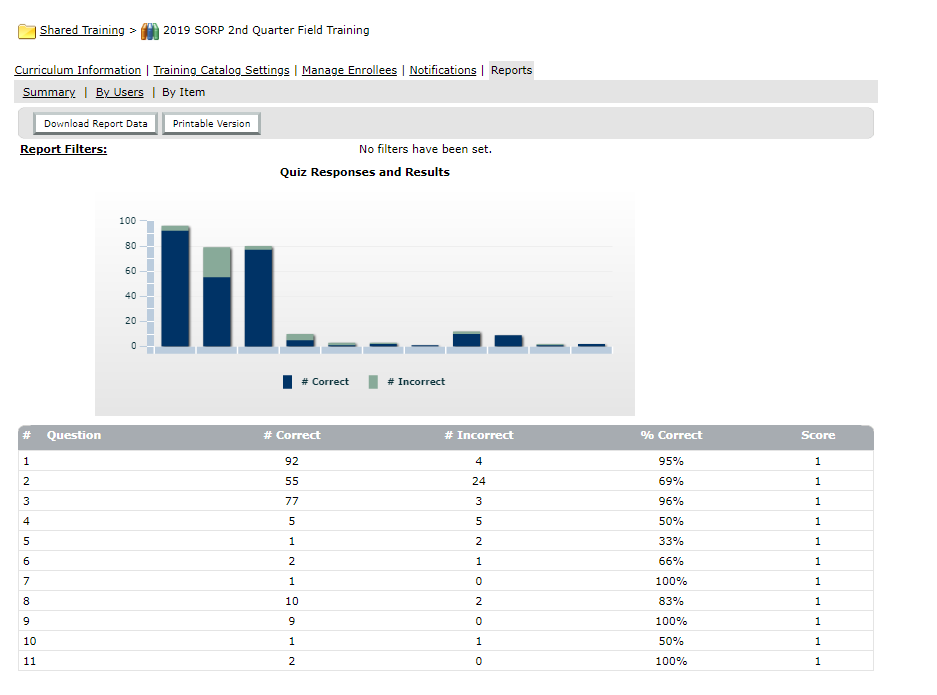 Shared Training > 2019 SORP 2nd Quarter Field Training
Curriculum Information | Training Catalog Settings | Manage Enrollees | Notifications | Reports
Summary | By Users | By Item
Download Report Data Printable Version
Report Filters: No filters have been set.
Quiz Responses and Results
100
80
60
40
20
0
# Correct # Incorrect
# Question # Correct # Incorrect % Correct Score
1 92 4 95% 1
2 55 24 69% 1
3 77 3 96% 1
4 5 5 50% 1
5 1 2 33% 1
6 2 1 66% 1
7 1 0 100% 1
8 10 2 83% 1
9 9 0 100% 1
10 1 1 50% 1
11 2 0 100% 1